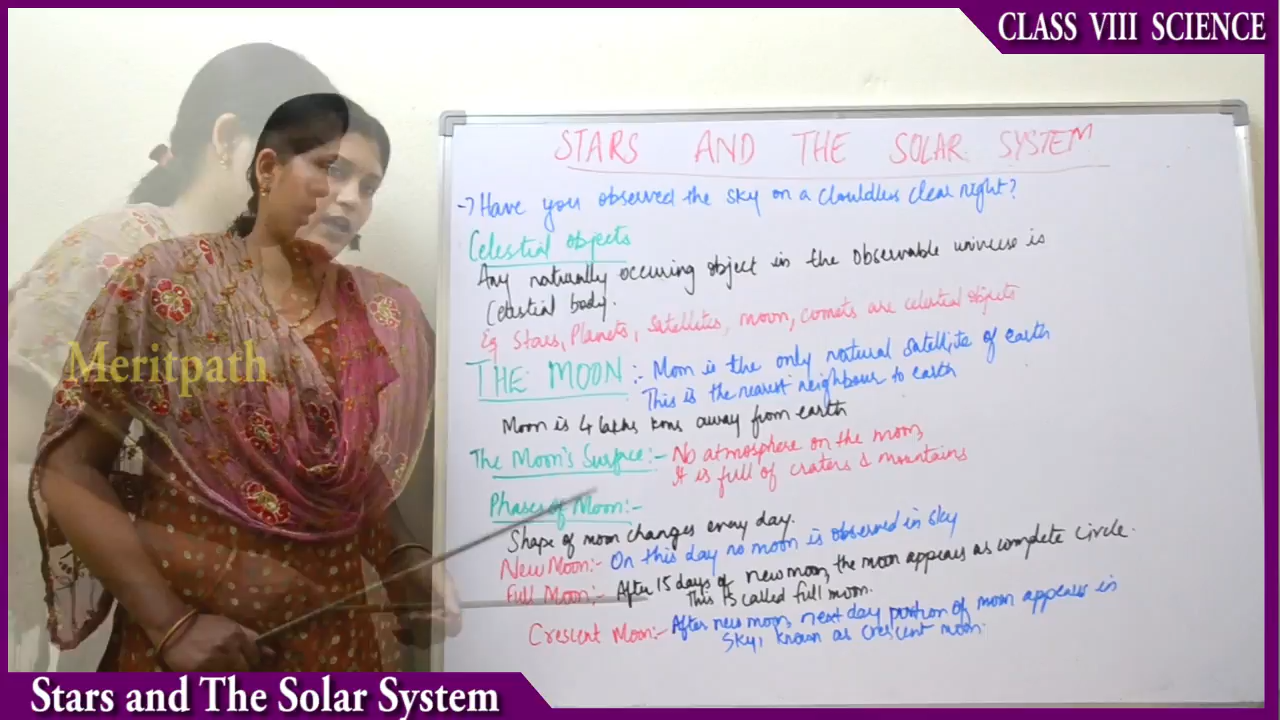 CLASS VIII SCIENCE
STARS AND THE SOLAR SYSTEM
→ Have you observed the sky on a clouldlus clear night?
Celestial objects
Any naturally occuring object in the observable universe is
Celestial body.
Eg Stars, Planets, Satellites, moon, comets are celestial objects
THE MOON :- Moon is the only natural satellite of earth
This is the nearest neighbour to earth
Moon is 4 lakhs kms away from earth
The Moon's Surface:- No atmosphere on the moon,
It is full of craters & mountains
Phases of Moon:-
Shape of moon changes every day.
New Moon:- On this day no moon is observed in sky
Full Moon:- After 15 days of new moon, the moon appears as complete circle.
This is called full moon.
Crescent Moon:- After new moon, next day portion of moon appears in
Sky, known as crescent moon.
Meritpath
Stars and The Solar System